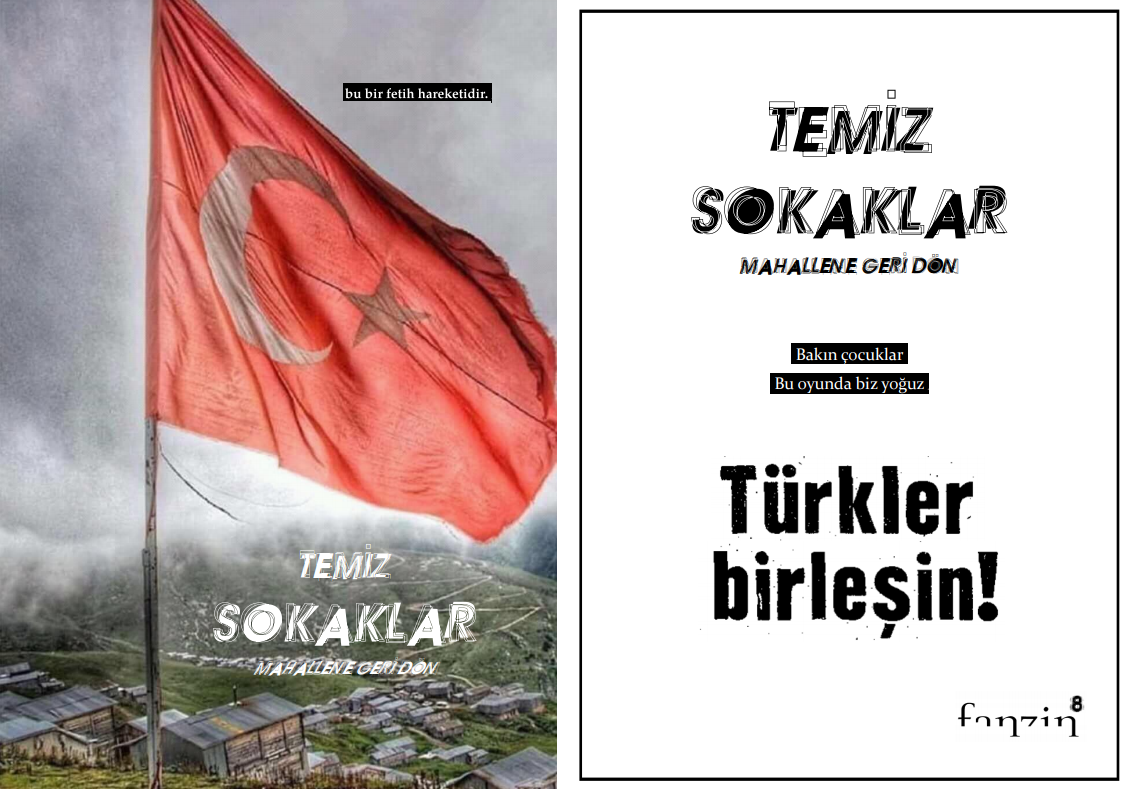 bu bir fetih hareketidir.
TEMİZ
SOKAKLAR
MAHALLENE GERİ DÖN
TEMİZ
SOKAKLAR
MAHALLENE GERİ DÖN
Bakın çocuklar
Bu oyunda biz yoğuz
Türkler
birleşin!
fanzin 8